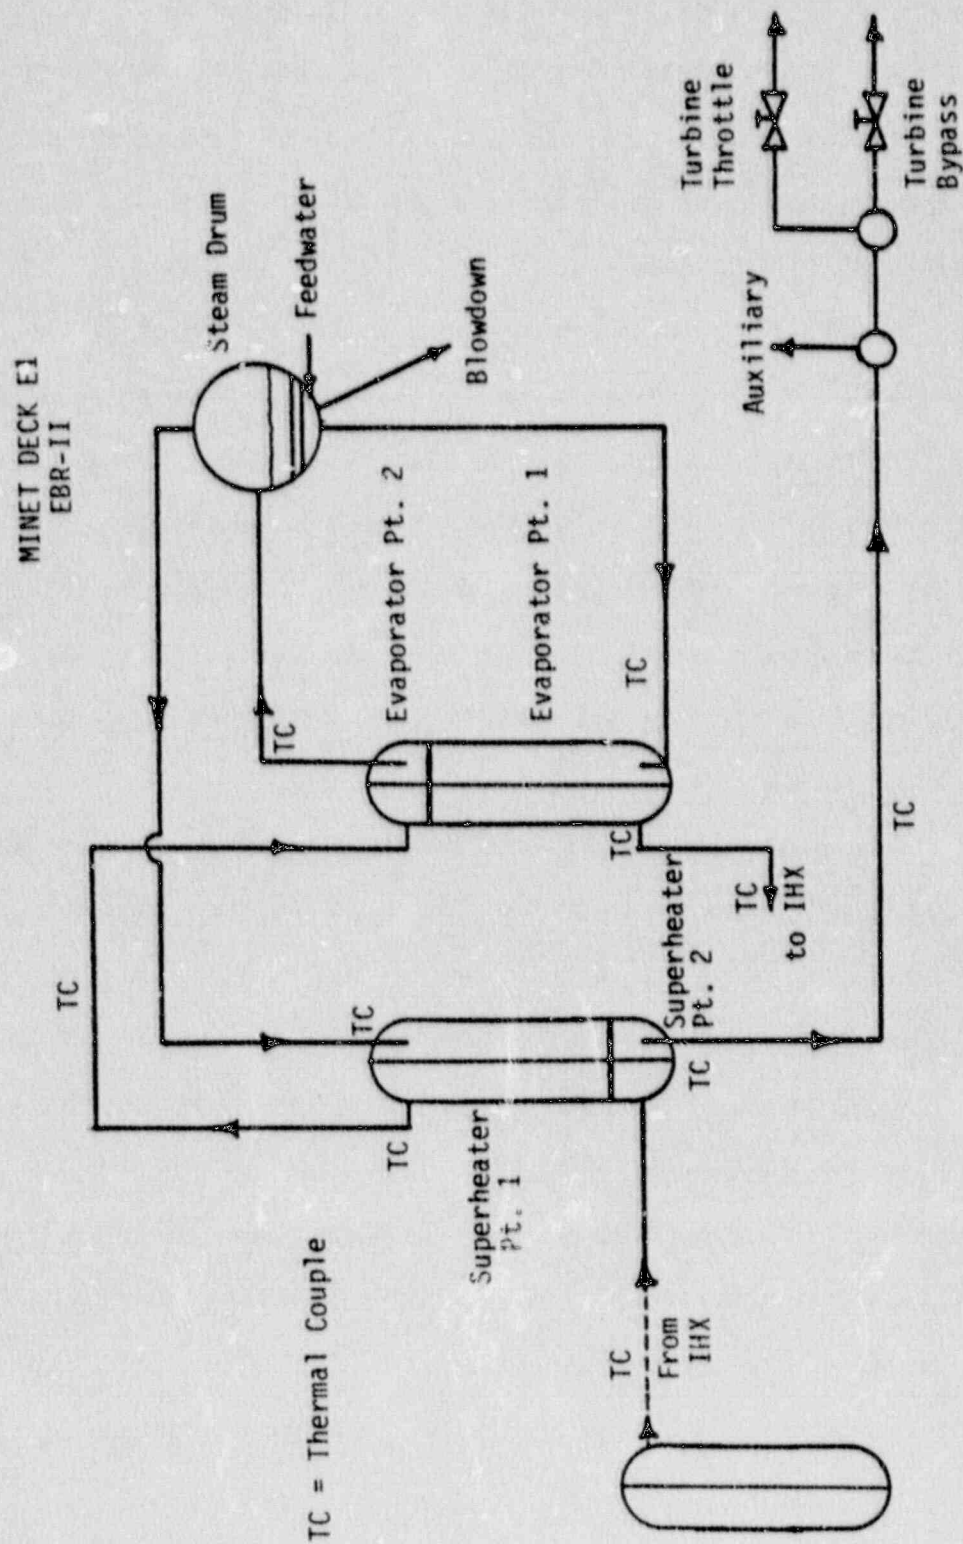 MINET DECK E1
EBR-II
TC
TC
Steam Drum
Feedwater
Blowdown
TC
Evaporator Pt. 2
Evaporator Pt. 1
TC
TC
TC
to IHX
TC
Superheater
Pt. 1
TC
Superheater
Pt. 2
TC
TC = Thermal Couple
TC
From
IHX
TC
Auxiliary
Turbine
Throttle
Turbine
Bypass